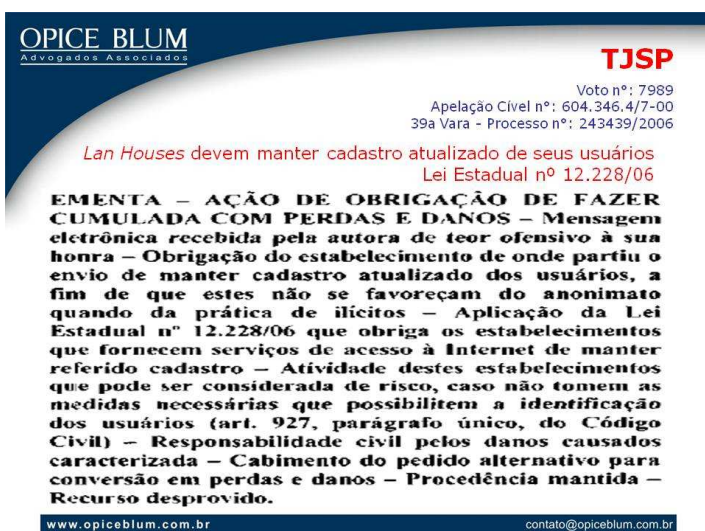 OPICE BLUM
Advogados Associados
TJSP
Voto nº: 7989
Apelação Cível nº: 604.346.4/7-00
39a Vara - Processo nº: 243439/2006
Lan Houses devem manter cadastro atualizado de seus usuários
Lei Estadual nº 12.228/06
EMENTA – AÇÃO DE OBRIGAÇÃO DE FAZER
CUMULADA COM PERDAS E DANOS – Mensagem
eletrônica recebida pela autora de teor ofensivo à sua
honra – Obrigação do estabelecimento de onde partiu o
envio de manter cadastro atualizado dos usuários, a
fim de que estes não se favoreçam do anonimato
quando da prática de ilícitos – Aplicação da Lei
Estadual nº 12.228/06 que obriga os estabelecimentos
que fornecem serviços de acesso à Internet de manter
referido cadastro – Atividade destes estabelecimentos
que pode ser considerada de risco, caso não tomem as
medidas necessárias que possibilitem a identificação
dos usuários (art. 927, parágrafo único, do Código
Civil) – Responsabilidade civil pelos danos causados
caracterizada – Cabimento do pedido alternativo para
conversão em perdas e danos – Procedência mantida –
Recurso desprovido.
www.opiceblum.com.br
contato@opiceblum.com.br